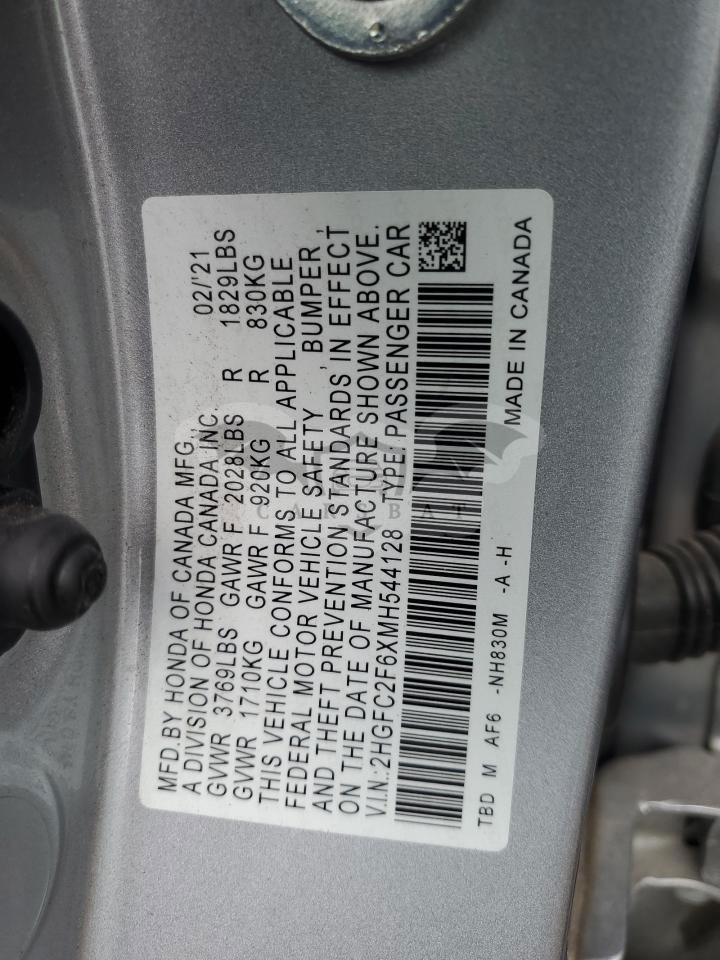 MFD.BY HONDA OF CANADA MFG., 02/'21
A DIVISION OF HONDA CANADA INC.
GVWR 3769LBS GAWR F 2028LBS R 1829LBS
GVWR 1710KG GAWR F 920KG R 830KG
THIS VEHICLE CONFORMS TO ALL APPLICABLE
FEDERAL MOTOR VEHICLE SAFETY , BUMPER ,
AND THEFT PREVENTION STANDARDS IN EFFECT
ON THE DATE OF MANUFACTURE SHOWN ABOVE.
V.I.N.:2HGFC2F6XMH544128 TYPE: PASSENGER CAR
TBD M AF6 -NH830M -A -H MADE IN CANADA
CAR BAT